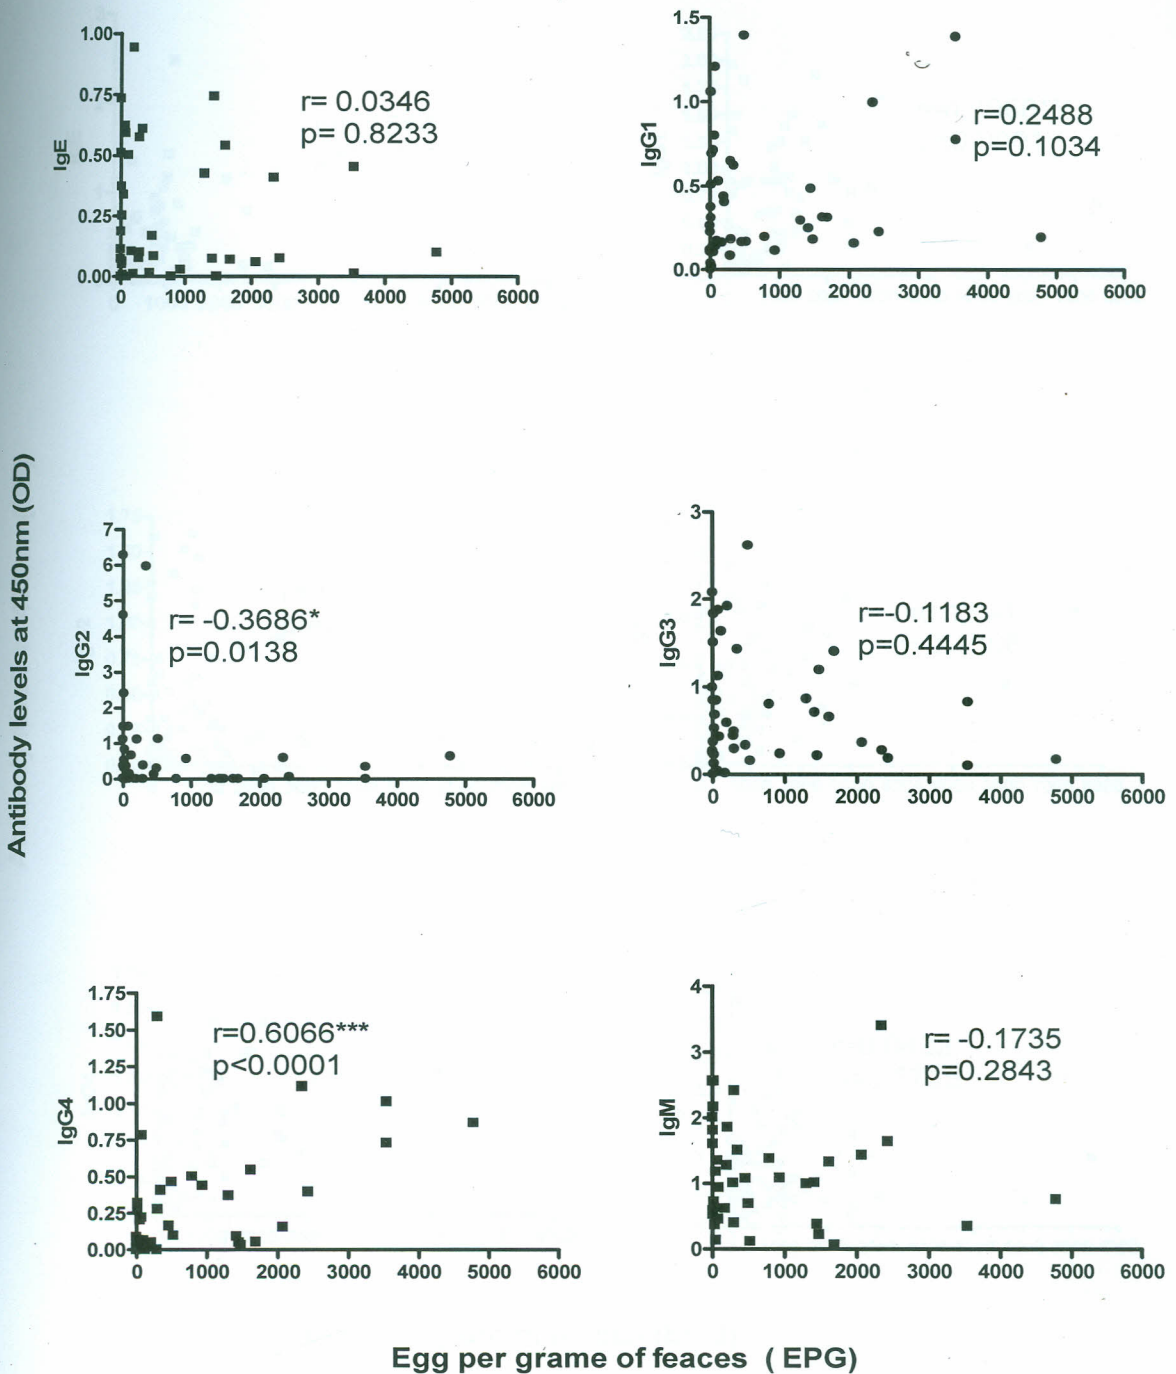 Antibody levels at 450nm (OD)
IgE
1.00
0.75
0.50
0.25
0.00
r= 0.0346
p= 0.8233
0 1000 2000 3000 4000 5000 6000
IgG1
1.5
1.0
0.5
0.0
r=0.2488
p=0.1034
0 1000 2000 3000 4000 5000 6000
IgG2
7
6
5
4
3
2
1
0
r= -0.3686*
p=0.0138
0 1000 2000 3000 4000 5000 6000
IgG3
3
2
1
0
r=-0.1183
p=0.4445
0 1000 2000 3000 4000 5000 6000
IgG4
1.75
1.50
1.25
1.00
0.75
0.50
0.25
0.00
r=0.6066***
p<0.0001
0 1000 2000 3000 4000 5000 6000
IgM
4
3
2
1
0
r= -0.1735
p=0.2843
0 1000 2000 3000 4000 5000 6000
Egg per grame of feaces ( EPG)